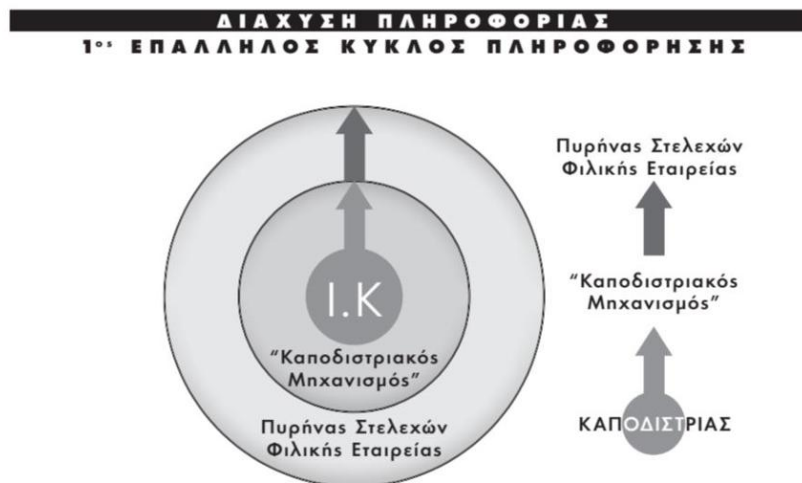 ΔΙΑΧΥΣΗ ΠΛΗΡΟΦΟΡΙΑΣ
1ος ΕΠΑΛΛΗΛΟΣ ΚΥΚΛΟΣ ΠΛΗΡΟΦΟΡΗΣΗΣ
Ι.Κ
“Καποδιστριακός
Μηχανισμός”
Πυρήνας Στελεχών
Φιλικής Εταιρείας
Πυρήνας Στελεχών
Φιλικής Εταιρείας
“Καποδιστριακός
Μηχανισμός”
ΚΑΠΟΔΙΣΤΡΙΑΣ